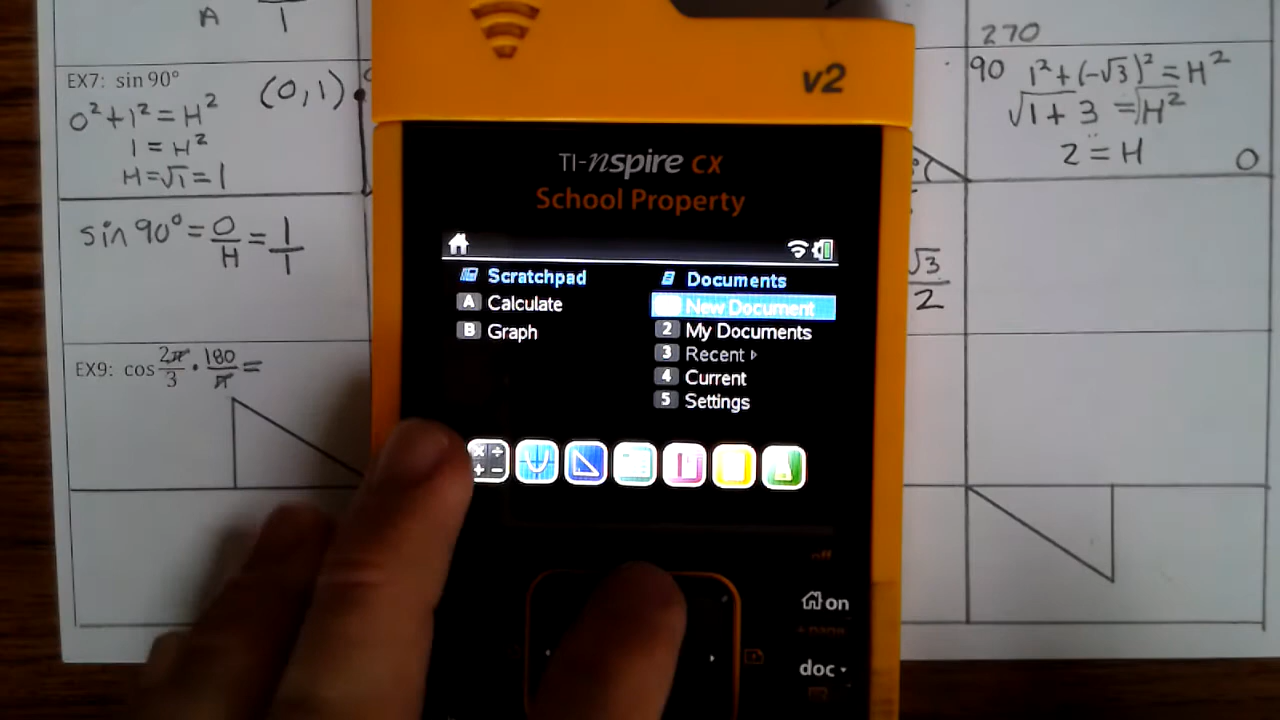 A
1
EX7: sin 90°
0² + 1² = H²
1 = H²
H = √1 = 1
(0,1)
sin 90° = O/H = 1/1
EX9: cos 2π/3 · 180/π =
v2
TI-nspire CX
School Property
Scratchpad
A Calculate
B Graph
Documents
New Document
2 My Documents
3 Recent
4 Current
5 Settings
on
doc
270
90
1² + (-√3)² = H²
√1 + 3 = √H²
2 = H
0
√3/2